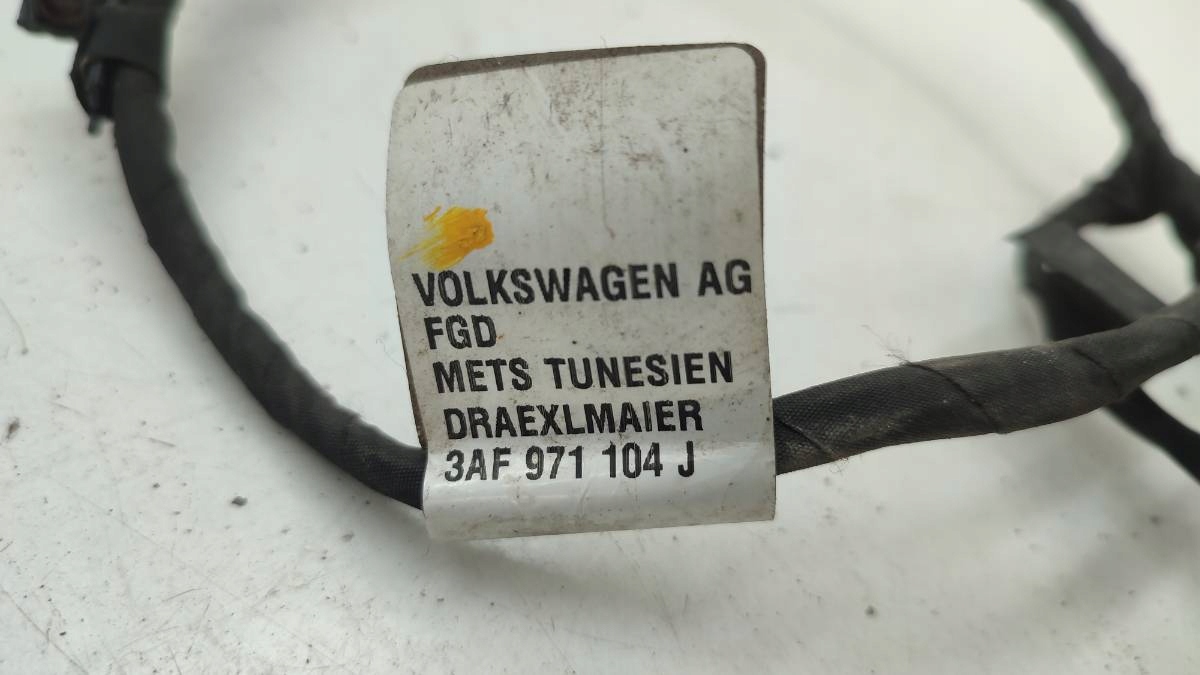 VOLKSWAGEN AG
FGD
METS TUNESIEN
DRAEXLMAIER
3AF 971 104 J